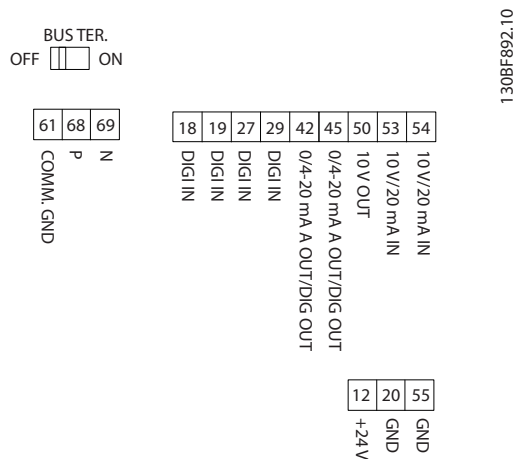 BUS TER.
OFF ON
61 68 69
COMM. GND
P
N
18 19 27 29 42 45 50 53 54
DIGI IN
DIGI IN
DIGI IN
DIGI IN
0/4-20 mA A OUT/DIG OUT
0/4-20 mA A OUT/DIG OUT
10 V OUT
10 V/20 mA IN
10 V/20 mA IN
12 20 55
+24 V
GND
GND
130BF892.10